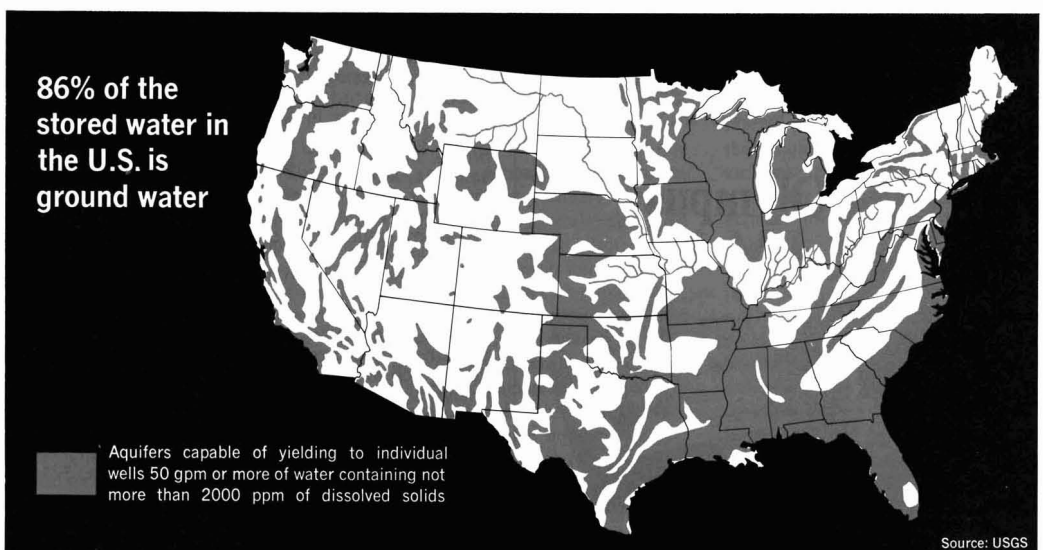 86% of the
stored water in
the U.S. is
ground water
Aquifers capable of yielding to individual
wells 50 gpm or more of water containing not
more than 2000 ppm of dissolved solids
Source: USGS